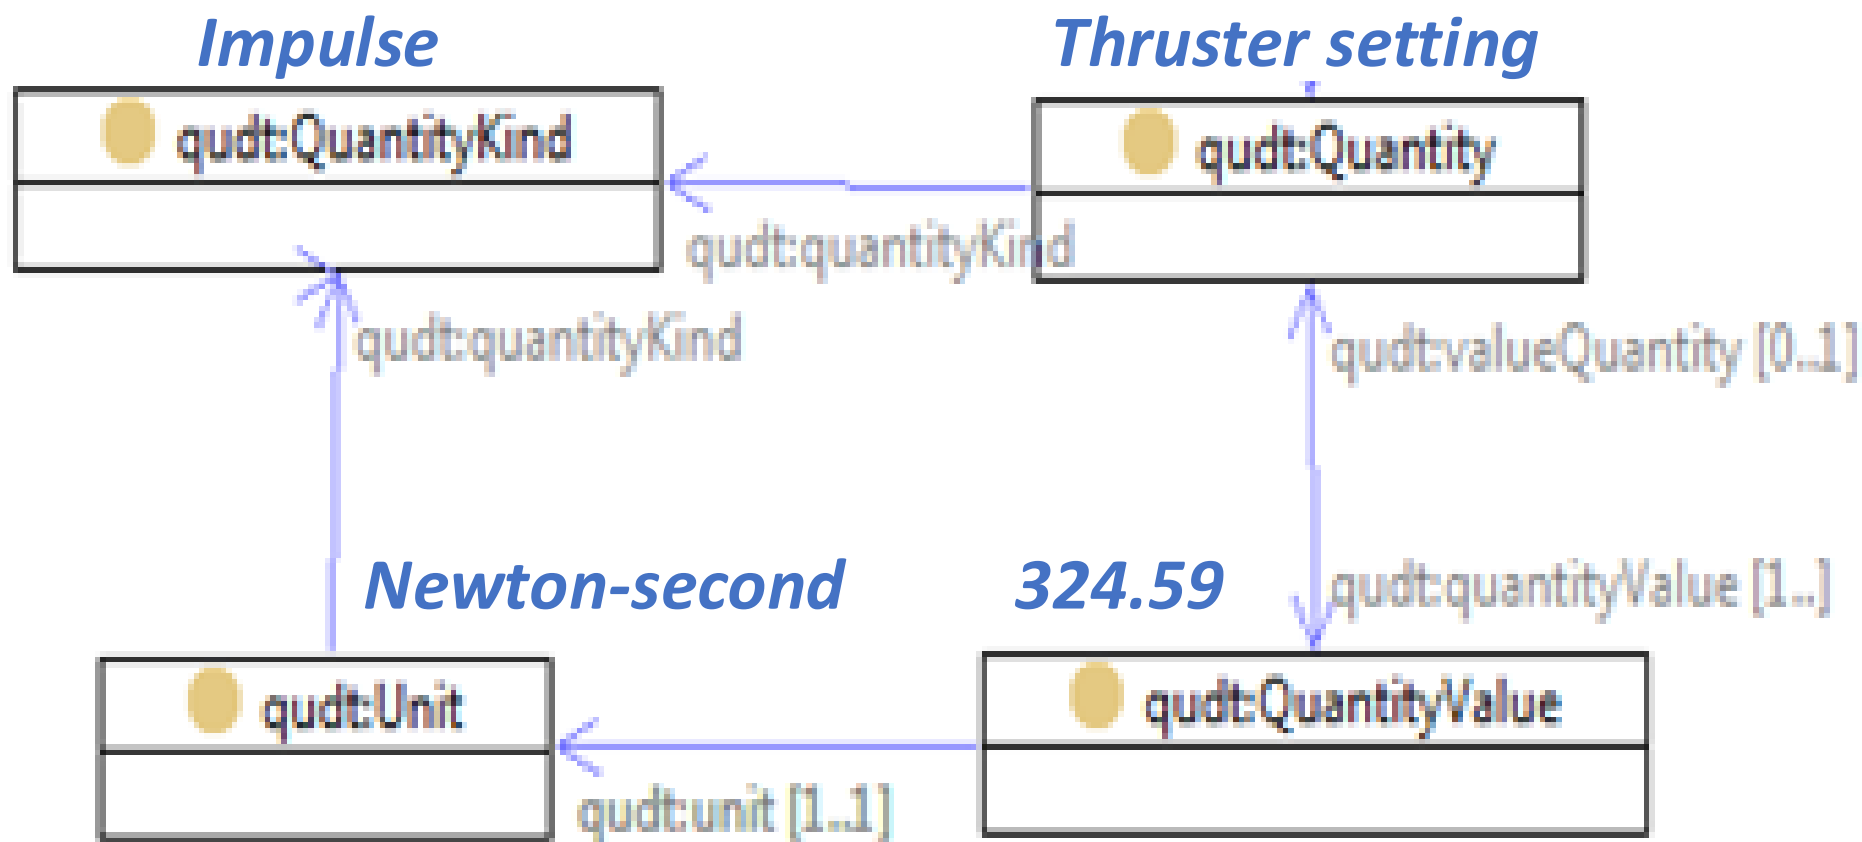 Impulse
Thruster setting
qudt:QuantityKind
qudt:Quantity
qudt:quantityKind
qudt:quantityKind
qudt:valueQuantity [0..1]
Newton-second
324.59
qudt:quantityValue [1..]
qudt:Unit
qudt:QuantityValue
qudt:unit [1..1]